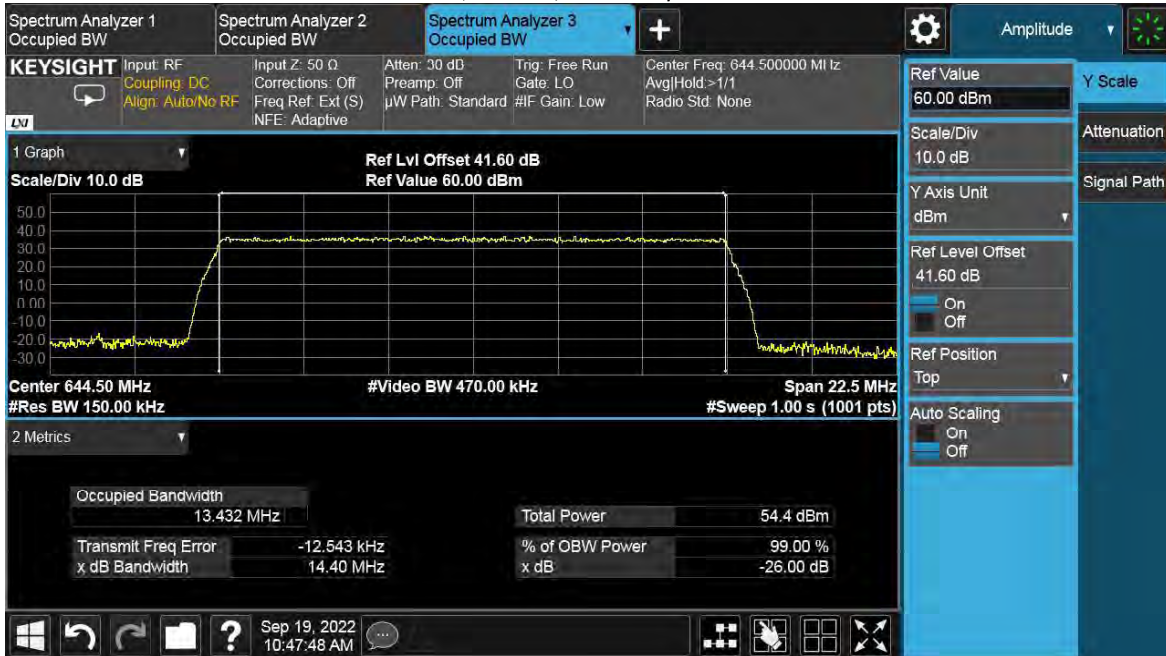 Spectrum Analyzer 1
Occupied BW
Spectrum Analyzer 2
Occupied BW
Spectrum Analyzer 3
Occupied BW
+
Amplitude
KEYSIGHT
LXI
Input: RF
Coupling: DC
Align: Auto/No RF
Input Z: 50 Ω
Corrections: Off
Freq Ref: Ext (S)
NFE: Adaptive
Atten: 30 dB
Preamp: Off
µW Path: Standard
Trig: Free Run
Gate: LO
#IF Gain: Low
Center Freq: 644.500000 MHz
Avg|Hold:>1/1
Radio Std: None
1 Graph
Scale/Div 10.0 dB
Ref Lvl Offset 41.60 dB
Ref Value 60.00 dBm
50.0
40.0
30.0
20.0
10.0
0.00
-10.0
-20.0
-30.0
Center 644.50 MHz
#Res BW 150.00 kHz
#Video BW 470.00 kHz
Span 22.5 MHz
#Sweep 1.00 s (1001 pts)
2 Metrics
Occupied Bandwidth
13.432 MHz
Transmit Freq Error -12.543 kHz
x dB Bandwidth 14.40 MHz
Total Power 54.4 dBm
% of OBW Power 99.00 %
x dB -26.00 dB
Ref Value
60.00 dBm
Scale/Div
10.0 dB
Y Axis Unit
dBm
Ref Level Offset
41.60 dB
On
Off
Ref Position
Top
Auto Scaling
On
Off
Y Scale
Attenuation
Signal Path
?
Sep 19, 2022
10:47:48 AM